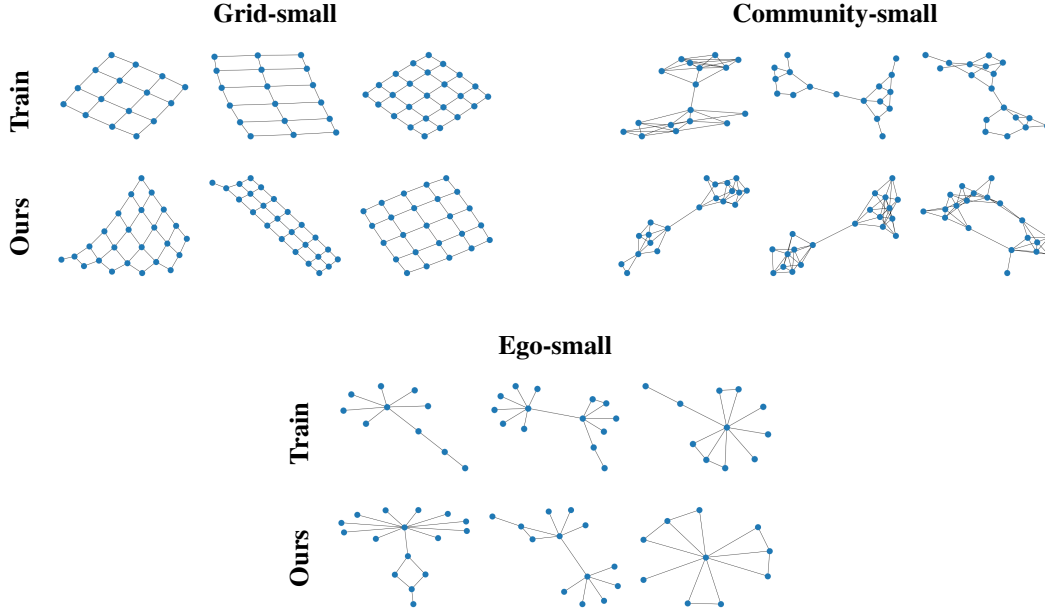 Grid-small
Community-small
Train
Ours
Ego-small
Train
Ours